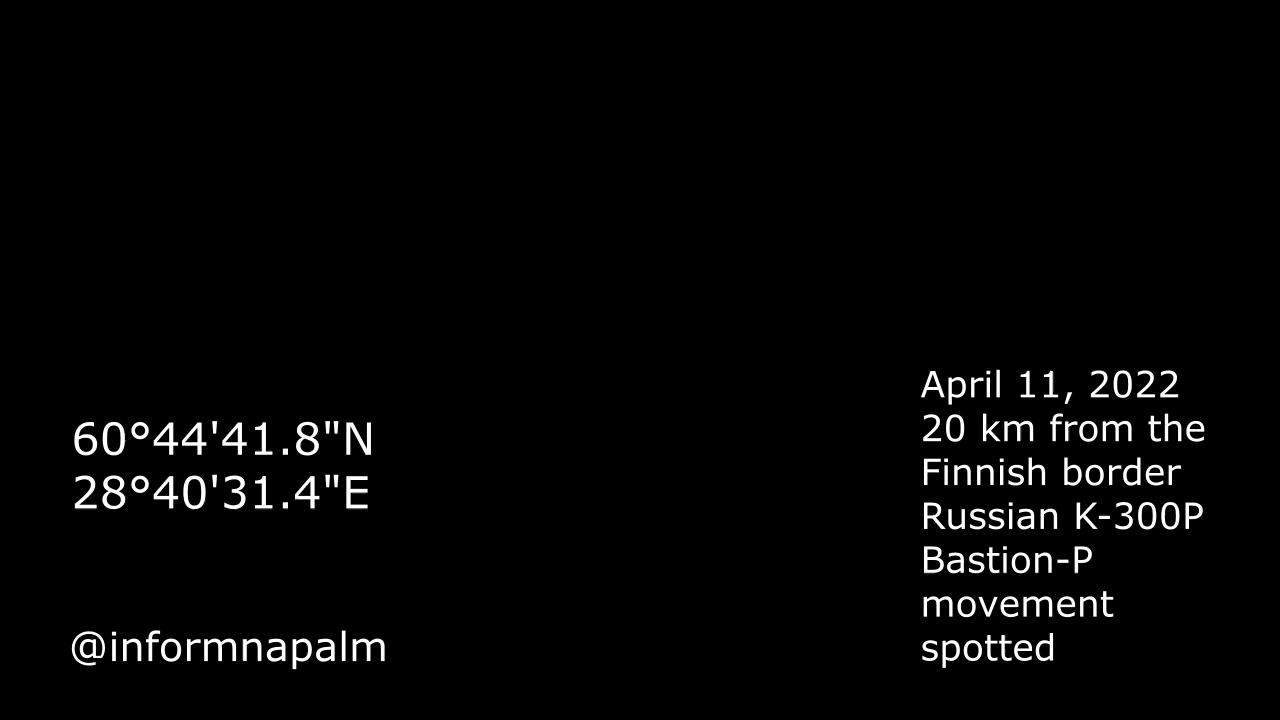 60°44'41.8"N
28°40'31.4"E
@informnapalm
April 11, 2022
20 km from the
Finnish border
Russian K-300P
Bastion-P
movement
spotted